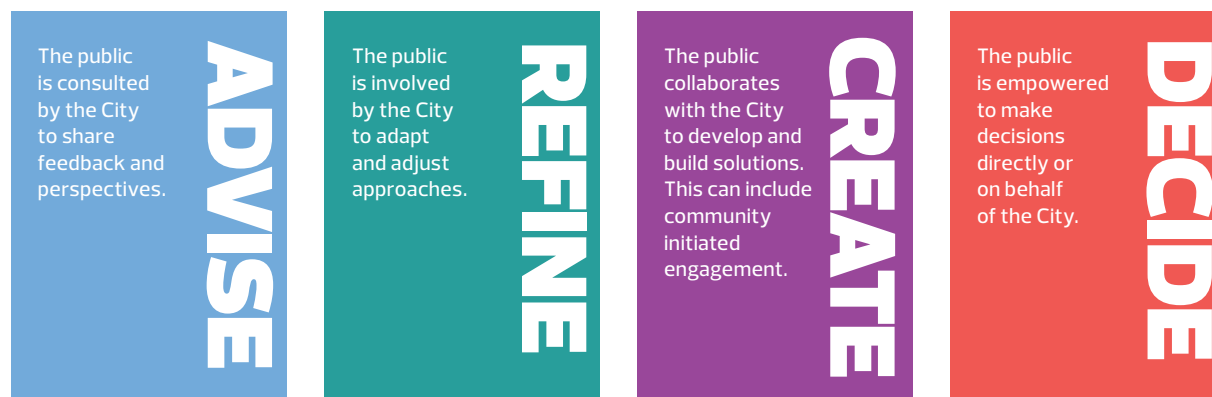 The public
is consulted
by the City
to share
feedback and
perspectives.
ADVISE
The public
is involved
by the City
to adapt
and adjust
approaches.
REFINE
The public
collaborates
with the City
to develop and
build solutions.
This can include
community
initiated
engagement.
CREATE
The public
is empowered
to make
decisions
directly or
on behalf
of the City.
DECIDE